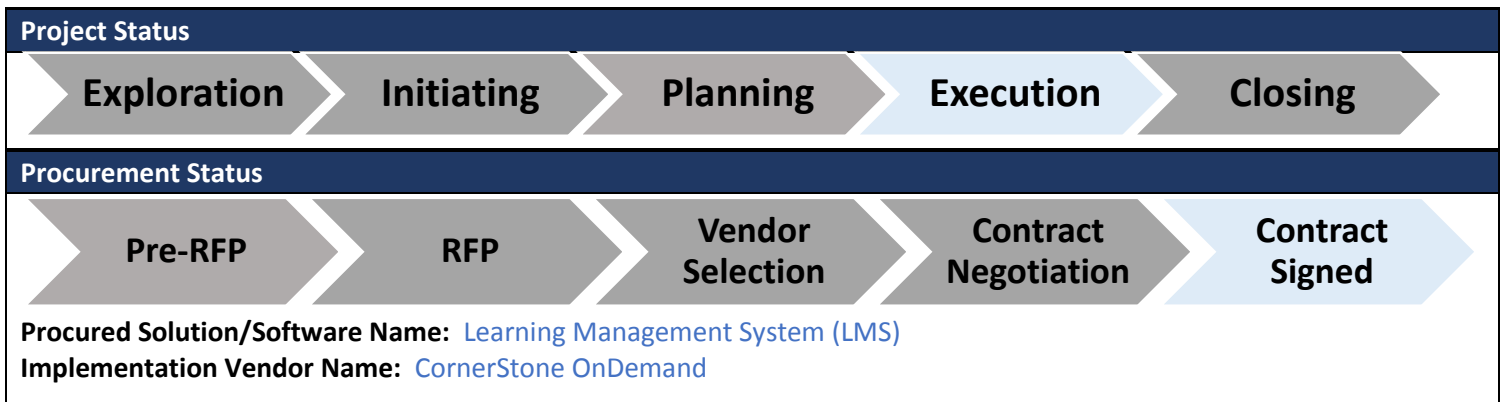 Project Status
Exploration Initiating Planning Execution Closing
Procurement Status
Pre-RFP RFP Vendor Selection Contract Negotiation Contract Signed
Procured Solution/Software Name: Learning Management System (LMS)
Implementation Vendor Name: CornerStone OnDemand